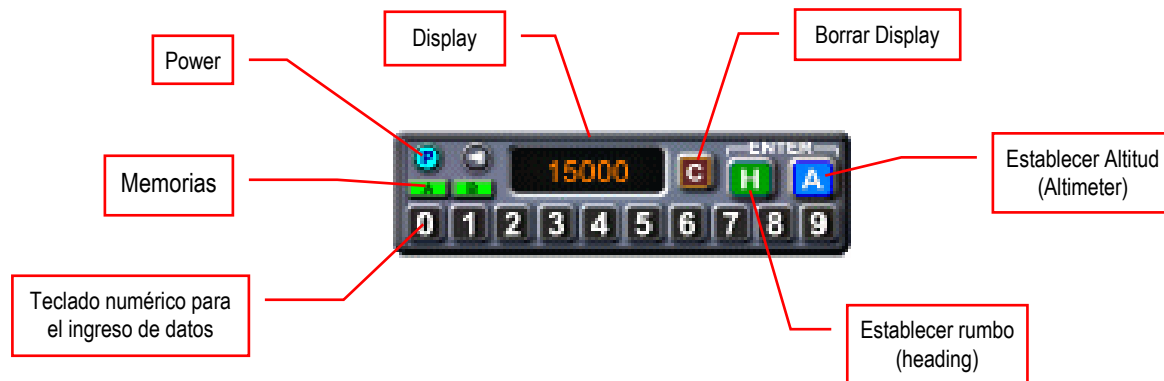 Display
Borrar Display
Power
Memorias
P
15000
C
ENTER
H
A
A
B
0 1 2 3 4 5 6 7 8 9
Establecer Altitud
(Altimeter)
Teclado numérico para
el ingreso de datos
Establecer rumbo
(heading)